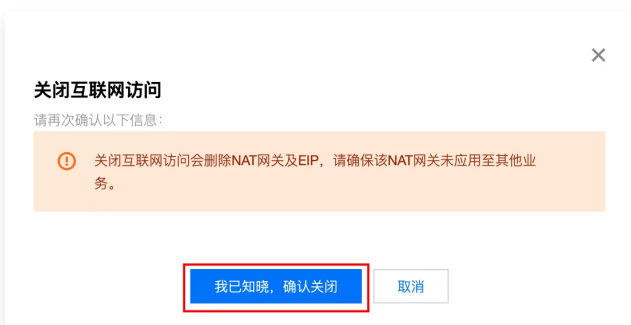 关闭互联网访问
请再次确认以下信息：
关闭互联网访问会删除NAT网关及EIP，请确保该NAT网关未应用至其他业
务。
我已知晓，确认关闭
取消